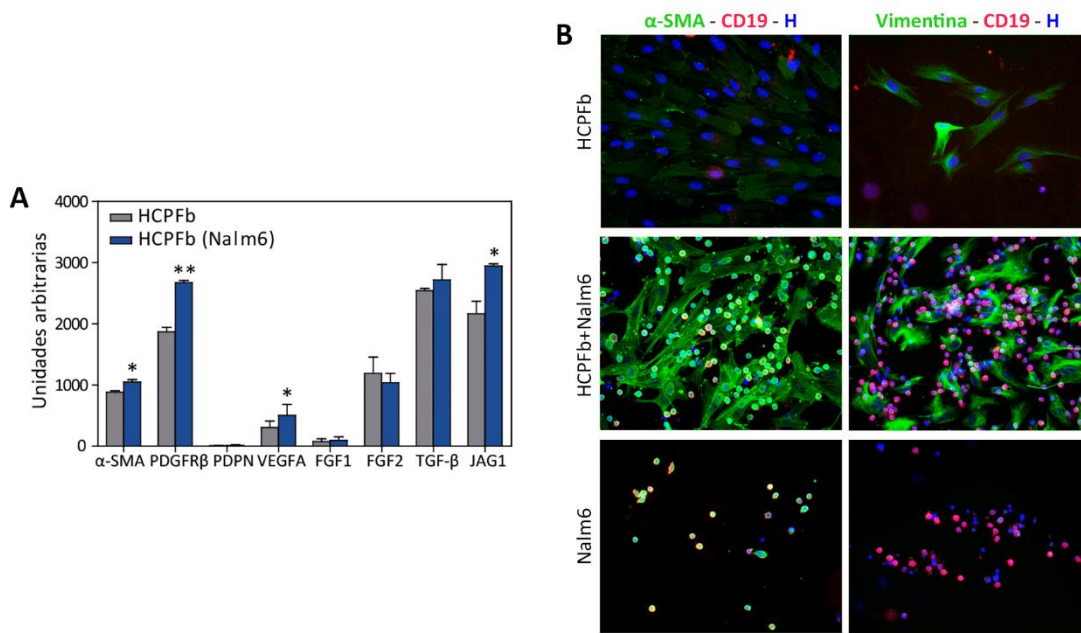 A
Unidades arbitrarias
4000
3000
2000
1000
0
HCPFb
HCPFb (Nalm6)
*
**
*
*
α-SMA PDGFRβ PDPN VEGFA FGF1 FGF2 TGF-β JAG1
B
α-SMA - CD19 - H
Vimentina - CD19 - H
HCPFb
HCPFb+Nalm6
Nalm6